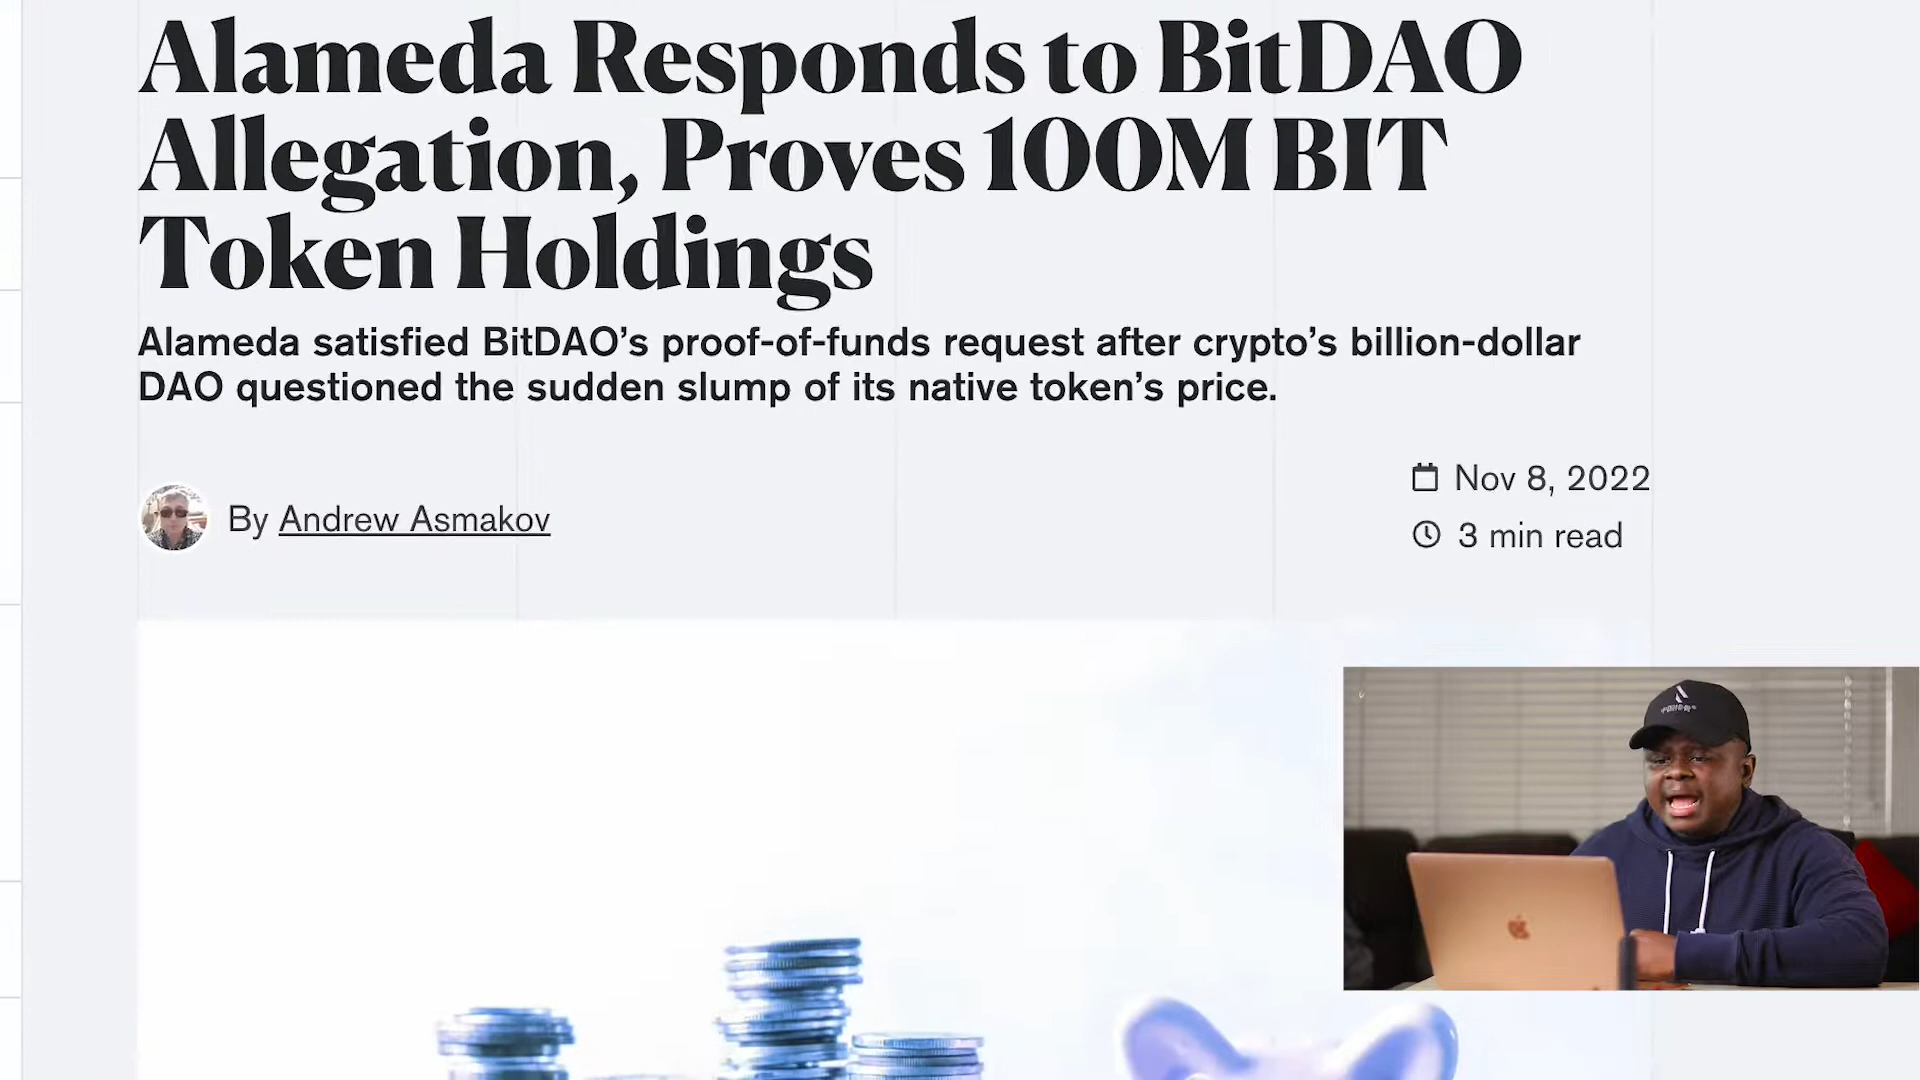 Alameda Responds to BitDAO
Allegation, Proves 100M BIT
Token Holdings
Alameda satisfied BitDAO’s proof-of-funds request after crypto’s billion-dollar
DAO questioned the sudden slump of its native token’s price.
By Andrew Asmakov
Nov 8, 2022
3 min read